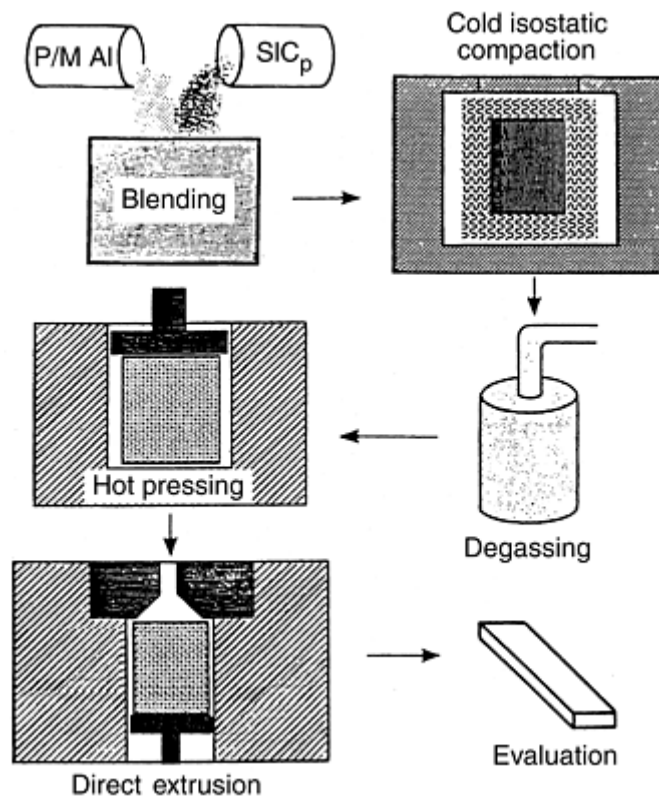 P/M Al
SiCp
Blending
Cold isostatic
compaction
Degassing
Hot pressing
Direct extrusion
Evaluation